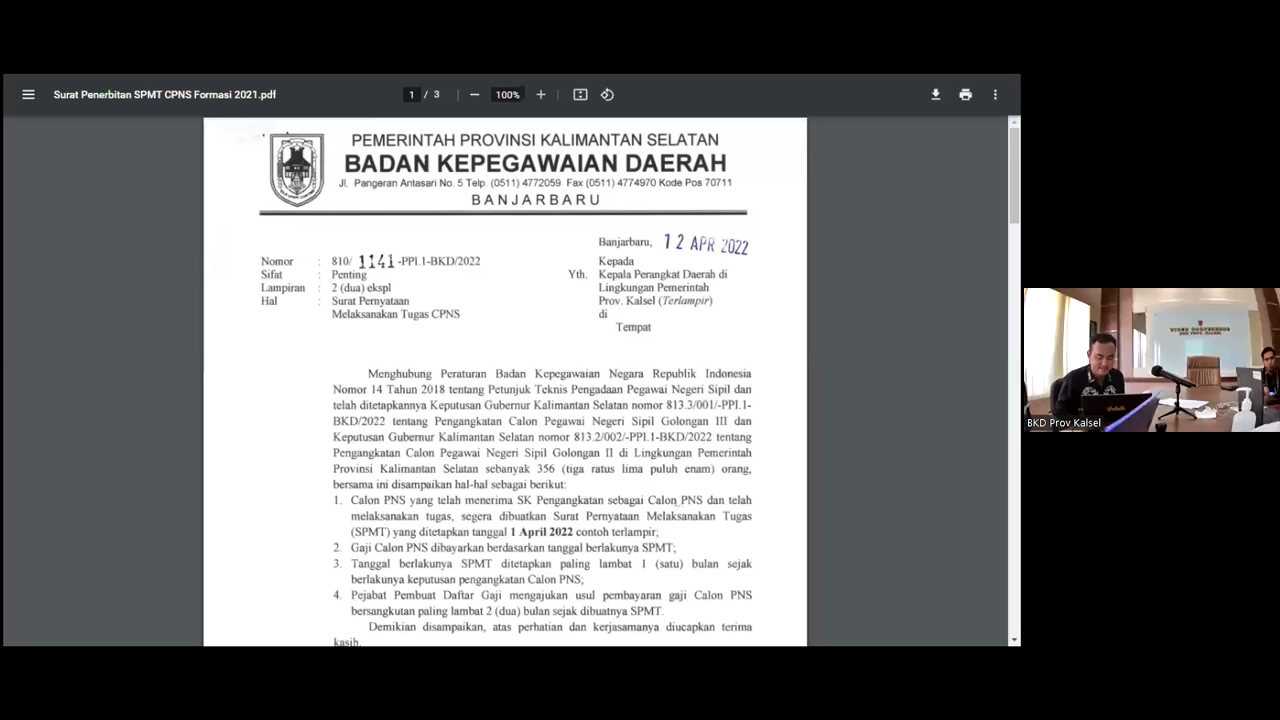 Surat Penerbitan SPMT CPNS Formasi 2021.pdf
1 / 3
100%
PEMERINTAH PROVINSI KALIMANTAN SELATAN
BADAN KEPEGAWAIAN DAERAH
Jl. Pangeran Antasari No. 5 Telp. (0511) 4772059 Fax (0511) 4774970 Kode Pos 70711
BANJARBARU
Banjarbaru, 12 APR 2022
Nomor : 810/ 1141 -PPI.1-BKD/2022
Sifat : Penting
Lampiran : 2 (dua) ekspl
Hal : Surat Pernyataan
Melaksanakan Tugas CPNS
Kepada
Yth. Kepala Perangkat Daerah di
Lingkungan Pemerintah
Prov. Kalsel (Terlampir)
di
Tempat
Menghubung Peraturan Badan Kepegawaian Negara Republik Indonesia
Nomor 14 Tahun 2018 tentang Petunjuk Teknis Pengadaan Pegawai Negeri Sipil dan
telah ditetapkannya Keputusan Gubernur Kalimantan Selatan nomor 813.3/001/-PPI.1-
BKD/2022 tentang Pengangkatan Calon Pegawai Negeri Sipil Golongan III dan
Keputusan Gubernur Kalimantan Selatan nomor 813.2/002/-PPI.1-BKD/2022 tentang
Pengangkatan Calon Pegawai Negeri Sipil Golongan II di Lingkungan Pemerintah
Provinsi Kalimantan Selatan sebanyak 356 (tiga ratus lima puluh enam) orang,
bersama ini disampaikan hal-hal sebagai berikut:
1. Calon PNS yang telah menerima SK Pengangkatan sebagai Calon PNS dan telah
melaksanakan tugas, segera dibuatkan Surat Pernyataan Melaksanakan Tugas
(SPMT) yang ditetapkan tanggal 1 April 2022 contoh terlampir;
2. Gaji Calon PNS dibayarkan berdasarkan tanggal berlakunya SPMT;
3. Tanggal berlakunya SPMT ditetapkan paling lambat 1 (satu) bulan sejak
berlakunya keputusan pengangkatan Calon PNS;
4. Pejabat Pembuat Daftar Gaji mengajukan usul pembayaran gaji Calon PNS
bersangkutan paling lambat 2 (dua) bulan sejak dibuatnya SPMT.
Demikian disampaikan, atas perhatian dan kerjasamanya diucapkan terima
kasih.
VIDEO CONFERENCE
BKD PROV. KALSEL
BKD Prov Kalsel